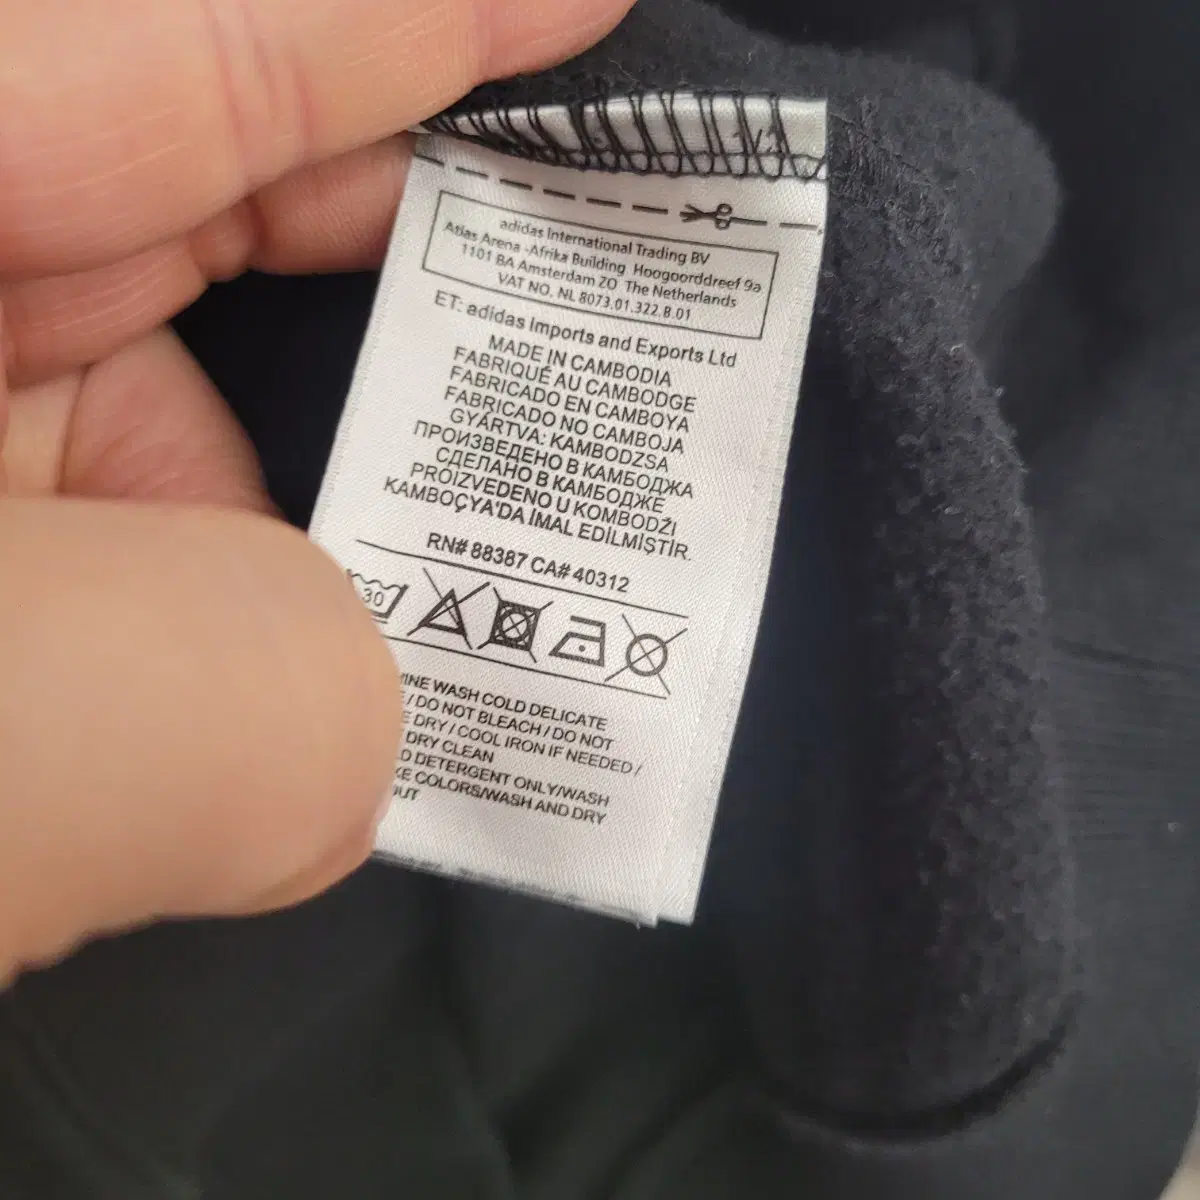 1/1
adidas International Trading BV
Atlas Arena -Afrika Building Hoogoorddreef 9a
1101 BA Amsterdam ZO The Netherlands
VAT NO. NL 8073.01.322.B.01
ET: adidas Imports and Exports Ltd
MADE IN CAMBODIA
FABRIQUÉ AU CAMBODGE
FABRICADO EN CAMBOYA
FABRICADO NO CAMBOJA
GYÁRTVA: KAMBODZSA
ПРОИЗВЕДЕНО В КАМБОДЖА
СДЕЛАНО В КАМБОДЖЕ
PROIZVEDENO U KOMBODŽI
KAMBOÇYA'DA İMAL EDİLMİŞTİR.
RN# 88387 CA# 40312
30
WASH COLD DELICATE
/ DO NOT BLEACH / DO NOT
DRY / COOL IRON IF NEEDED /
DRY CLEAN
DETERGENT ONLY/WASH
COLORS/WASH AND DRY